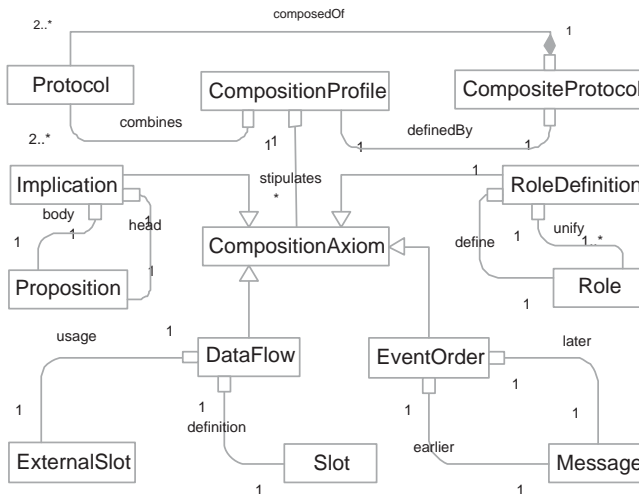 composedOf
2..*
1
Protocol
CompositionProfile
CompositeProtocol
combines
definedBy
2..*
1
1
1
1
stipulates
*
1
Implication
RoleDefinition
body
head
1
1
1
1
define
1
unify
1..*
CompositionAxiom
Proposition
Role
1
usage
1
DataFlow
EventOrder
later
1
1
1
1
1
definition
earlier
ExternalSlot
Slot
Message
1
1